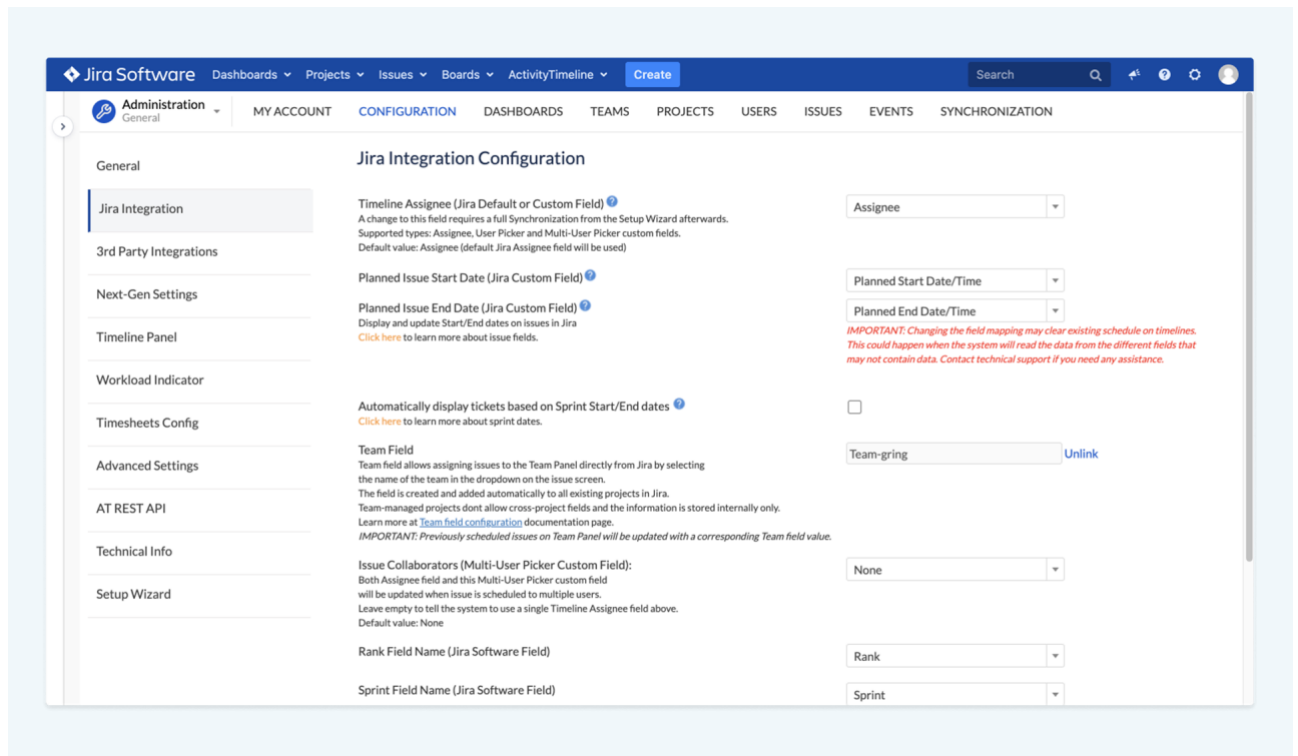 Jira Software Dashboards Projects Issues Boards ActivityTimeline Create Search
Administration
General
MY ACCOUNT CONFIGURATION DASHBOARDS TEAMS PROJECTS USERS ISSUES EVENTS SYNCHRONIZATION
General
Jira Integration
3rd Party Integrations
Next-Gen Settings
Timeline Panel
Workload Indicator
Timesheets Config
Advanced Settings
AT REST API
Technical Info
Setup Wizard
Jira Integration Configuration
Timeline Assignee (Jira Default or Custom Field) ?
A change to this field requires a full Synchronization from the Setup Wizard afterwards.
Supported types: Assignee, User Picker and Multi-User Picker custom fields.
Default value: Assignee (default Jira Assignee field will be used)
Assignee
Planned Issue Start Date (Jira Custom Field) ?
Planned Start Date/Time
Planned Issue End Date (Jira Custom Field) ?
Display and update Start/End dates on issues in Jira
Click here to learn more about issue fields.
Planned End Date/Time
IMPORTANT: Changing the field mapping may clear existing schedule on timelines.
This could happen when the system will read the data from the different fields that
may not contain data. Contact technical support if you need any assistance.
Automatically display tickets based on Sprint Start/End dates ?
Click here to learn more about sprint dates.
Team Field
Team field allows assigning issues to the Team Panel directly from Jira by selecting
the name of the team in the dropdown on the issue screen.
The field is created and added automatically to all existing projects in Jira.
Team-managed projects dont allow cross-project fields and the information is stored internally only.
Learn more at Team field configuration documentation page.
IMPORTANT: Previously scheduled issues on Team Panel will be updated with a corresponding Team field value.
Team-gring Unlink
Issue Collaborators (Multi-User Picker Custom Field):
Both Assignee field and this Multi-User Picker custom field
will be updated when issue is scheduled to multiple users.
Leave empty to tell the system to use a single Timeline Assignee field above.
Default value: None
None
Rank Field Name (Jira Software Field)
Rank
Sprint Field Name (Jira Software Field)
Sprint